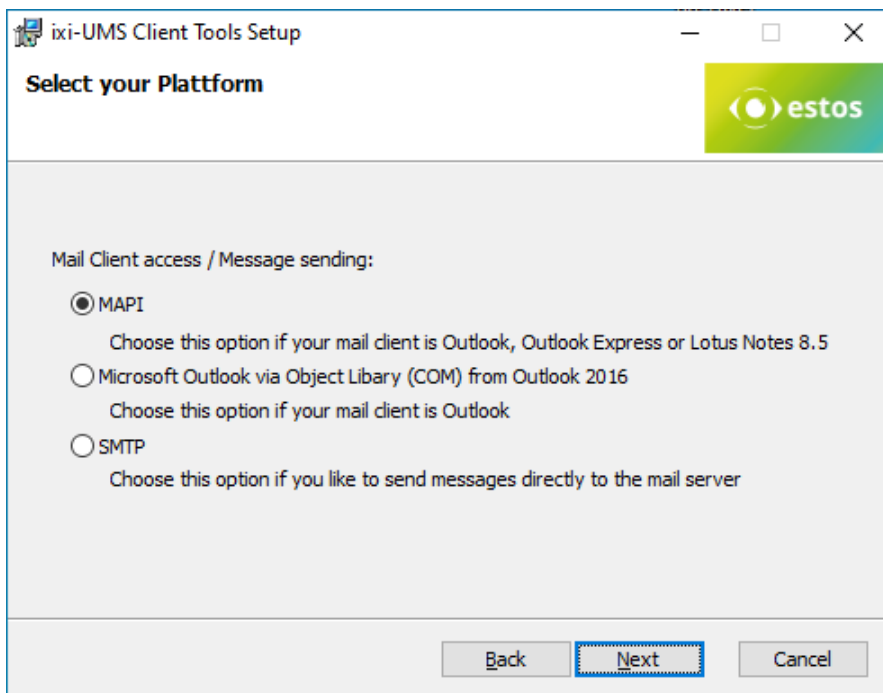 ixi-UMS Client Tools Setup
Select your Plattform
estos
Mail Client access / Message sending:
MAPI
Choose this option if your mail client is Outlook, Outlook Express or Lotus Notes 8.5
Microsoft Outlook via Object Libary (COM) from Outlook 2016
Choose this option if your mail client is Outlook
SMTP
Choose this option if you like to send messages directly to the mail server
Back Next Cancel